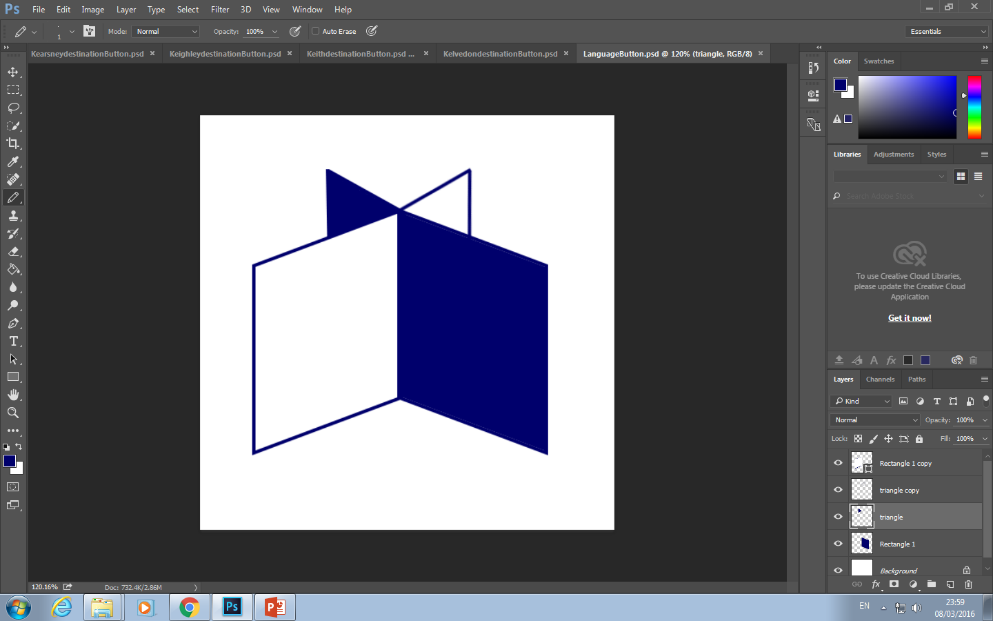 Ps File Edit Image Layer Type Select Filter 3D View Window Help
1 Mode: Normal Opacity: 100% Auto Erase Essentials
KearsneydestinationButton.psd × KeighleydestinationButton.psd × KeithdestinationButton.psd ... × KelvedondestinationButton.psd × LanguageButton.psd @ 120% (triangle, RGB/8) ×
Color Swatches
Libraries Adjustments Styles
To use Creative Cloud Libraries,
please update the Creative Cloud
Application
Get it now!
Layers Channels Paths
Kind
Normal Opacity: 100%
Lock: Fill: 100%
Rectangle 1 copy
triangle copy
triangle
Rectangle 1
Background
120.16% Doc: 732.4K/2.86M
Ps
EN
23:59
08/03/2016